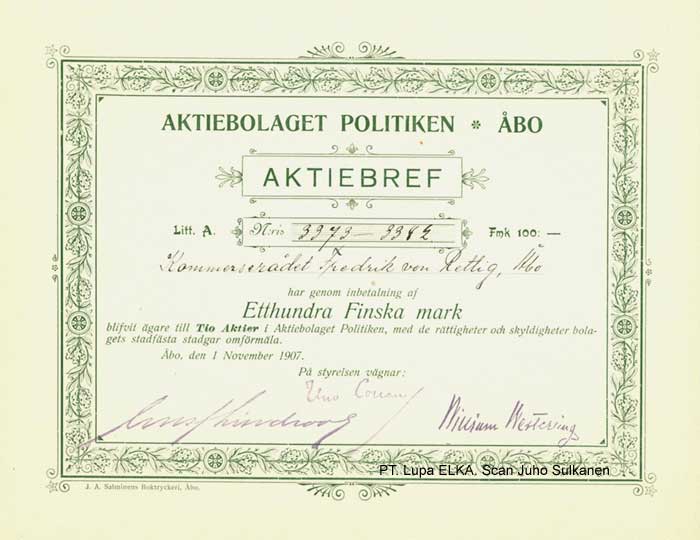 AKTIEBOLAGET POLITIKEN * ÅBO
AKTIEBREF
Litt. A. N:ris 3373–3382 Fmk 100: —
Kommerserådet Fredrik von Rettig, Åbo
har genom inbetalning af
Etthundra Finska mark
blifvit ägare till Tio Aktier i Aktiebolaget Politiken, med de rättigheter och skyldigheter bola-
gets stadfästa stadgar omförmäla.
Åbo, den 1 November 1907.
På styrelsen vägnar:
William Westering
PT. Lupa ELKA. Scan Juho Sulkanen
J. A. Salminens Boktryckeri, Åbo.